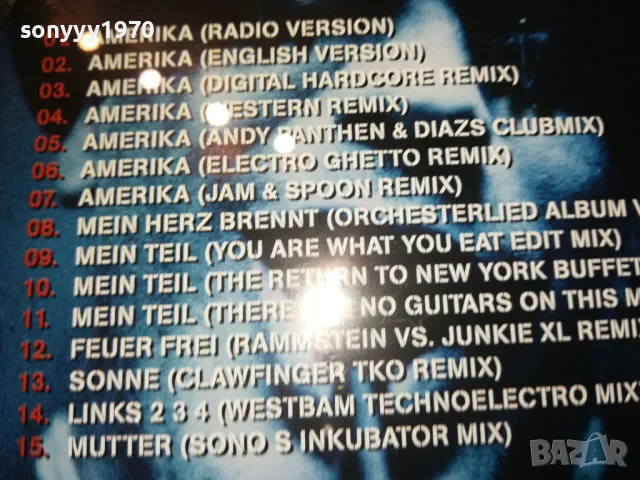 sonyyy1970
01. AMERIKA (RADIO VERSION)
02. AMERIKA (ENGLISH VERSION)
03. AMERIKA (DIGITAL HARDCORE REMIX)
04. AMERIKA (WESTERN REMIX)
05. AMERIKA (ANDY PANTHEN & DIAZS CLUBMIX)
06. AMERIKA (ELECTRO GHETTO REMIX)
07. AMERIKA (JAM & SPOON REMIX)
08. MEIN HERZ BRENNT (ORCHESTERLIED ALBUM V
09. MEIN TEIL (YOU ARE WHAT YOU EAT EDIT MIX)
10. MEIN TEIL (THE RETURN TO NEW YORK BUFFET
11. MEIN TEIL (THERE NO GUITARS ON THIS M
12. FEUER FREI (RAMMSTEIN VS. JUNKIE XL REMI
13. SONNE (CLAWFINGER TKO REMIX)
14. LINKS 2 3 4 (WESTBAM TECHNOELECTRO MIX
15. MUTTER (SONO S INKUBATOR MIX)
BAZAR
bg